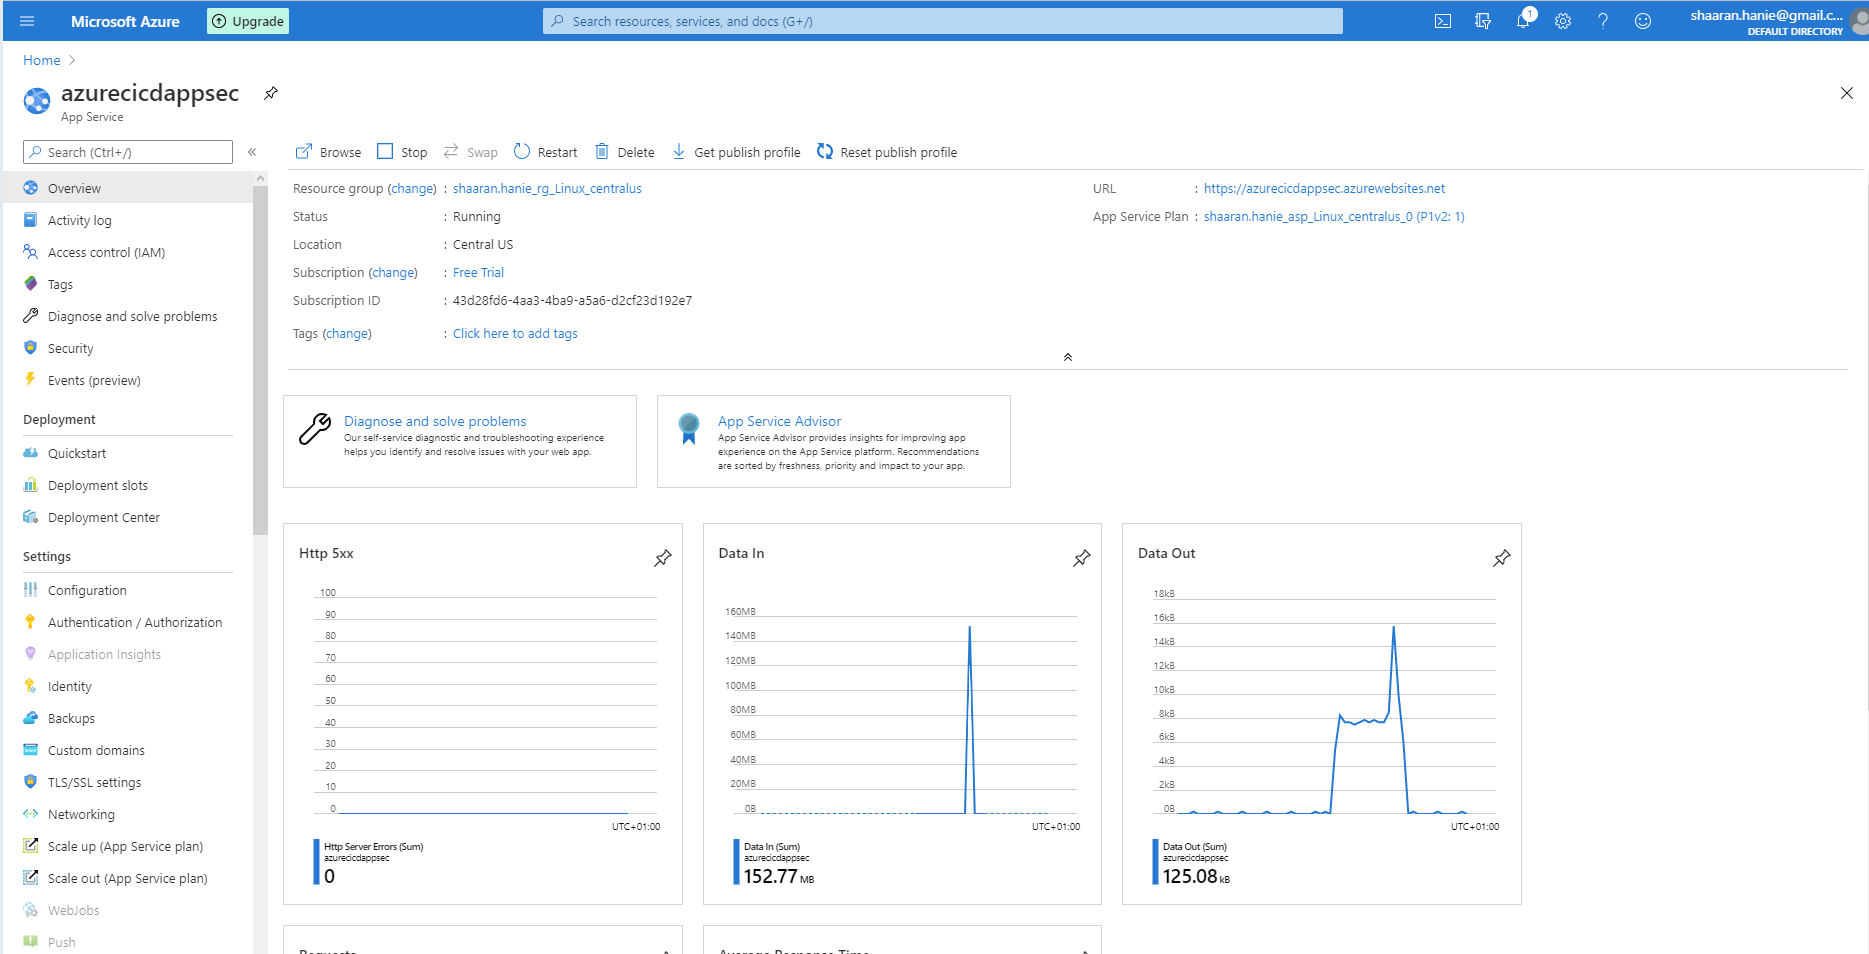 Microsoft Azure
Upgrade
Search resources, services, and docs (G+/)
1
shaaran.hanie@gmail.c...
DEFAULT DIRECTORY
Home
azurecicdappsec
App Service
Search (Ctrl+/)
Overview
Activity log
Access control (IAM)
Tags
Diagnose and solve problems
Security
Events (preview)
Deployment
Quickstart
Deployment slots
Deployment Center
Settings
Configuration
Authentication / Authorization
Application Insights
Identity
Backups
Custom domains
TLS/SSL settings
Networking
Scale up (App Service plan)
Scale out (App Service plan)
WebJobs
Push
Browse Stop Swap Restart Delete Get publish profile Reset publish profile
Resource group (change) : shaaran.hanie_rg_Linux_centralus
Status : Running
Location : Central US
Subscription (change) : Free Trial
Subscription ID : 43d28fd6-4aa3-4ba9-a5a6-d2cf23d192e7
Tags (change) : Click here to add tags
URL : https://azurecicdappsec.azurewebsites.net
App Service Plan : shaaran.hanie_asp_Linux_centralus_0 (P1v2: 1)
Diagnose and solve problems
Our self-service diagnostic and troubleshooting experience
helps you identify and resolve issues with your web app.
App Service Advisor
App Service Advisor provides insights for improving app
experience on the App Service platform. Recommendations
are sorted by freshness, priority and impact to your app.
Http 5xx
100
90
80
70
60
50
40
30
20
10
0
UTC+01:00
Http Server Errors (Sum)
azurecicdappsec
0
Data In
160MB
140MB
120MB
100MB
80MB
60MB
40MB
20MB
0B
UTC+01:00
Data In (Sum)
azurecicdappsec
152.77 MB
Data Out
18kB
16kB
14kB
12kB
10kB
8kB
6kB
4kB
2kB
0B
UTC+01:00
Data Out (Sum)
azurecicdappsec
125.08 kB
Requests
Average Response Time